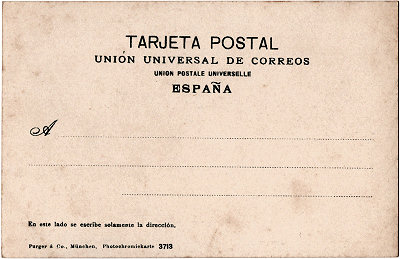 TARJETA POSTAL
UNIÓN UNIVERSAL DE CORREOS
UNION POSTALE UNIVERSELLE
ESPAÑA
A
En este lado se escribe solamente la dirección.
Purger & Co., München, Photochromiekarte 3713